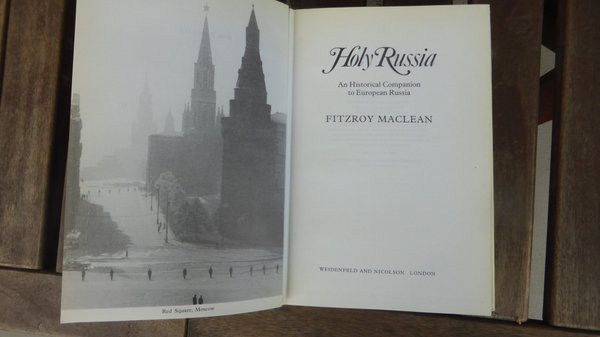 Red Square, Moscow
Holy Russia
An Historical Companion
to European Russia
FITZROY MACLEAN
WEIDENFELD AND NICOLSON LONDON